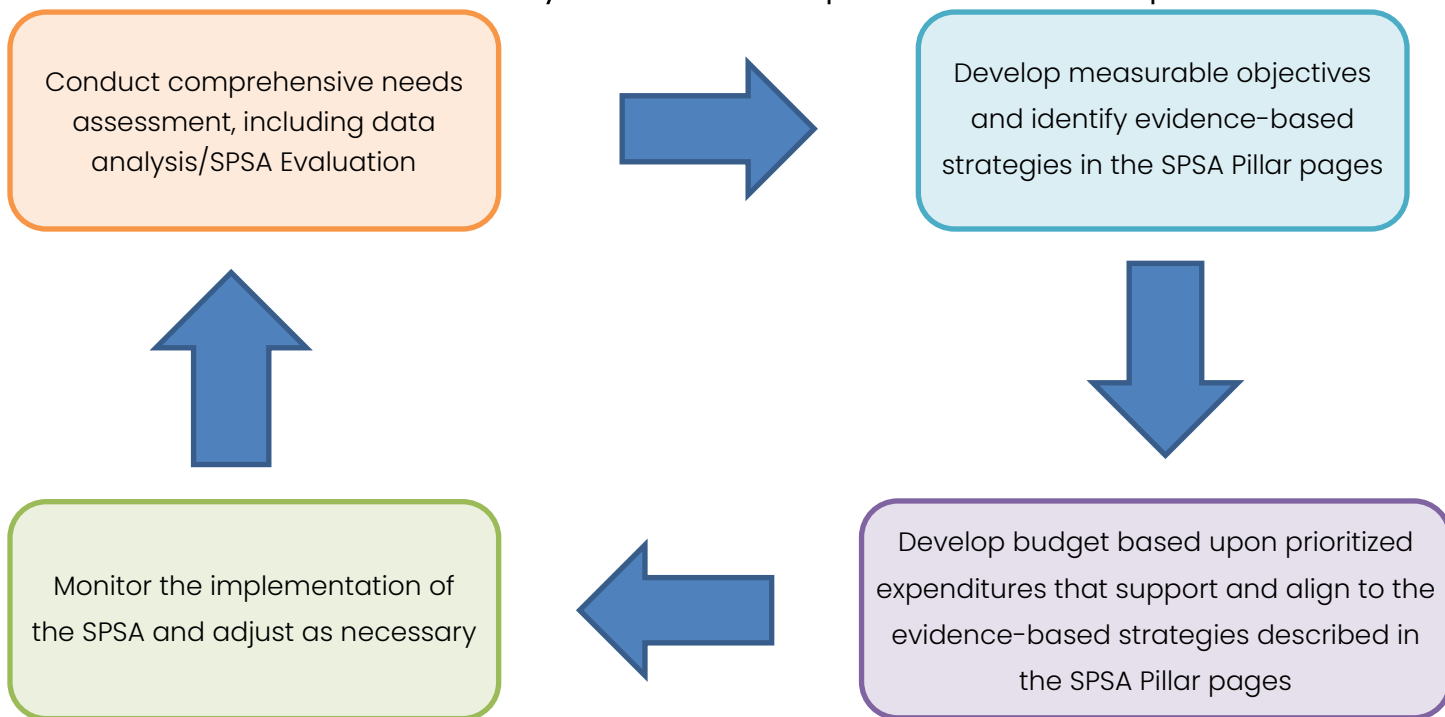 Conduct comprehensive needs
assessment, including data
analysis/SPSA Evaluation
Develop measurable objectives
and identify evidence-based
strategies in the SPSA Pillar pages
Develop budget based upon prioritized
expenditures that support and align to the
evidence-based strategies described in
the SPSA Pillar pages
Monitor the implementation of
the SPSA and adjust as necessary